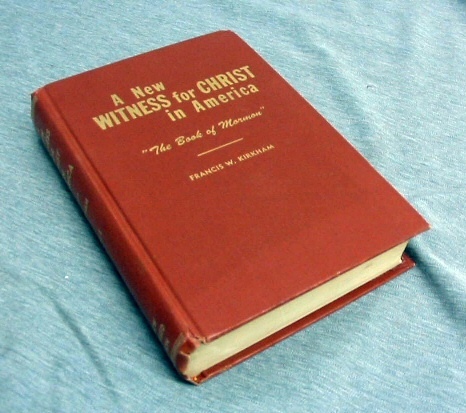 A New
WITNESS for CHRIST
in America
"The Book of Mormon"
FRANCIS W. KIRKHAM